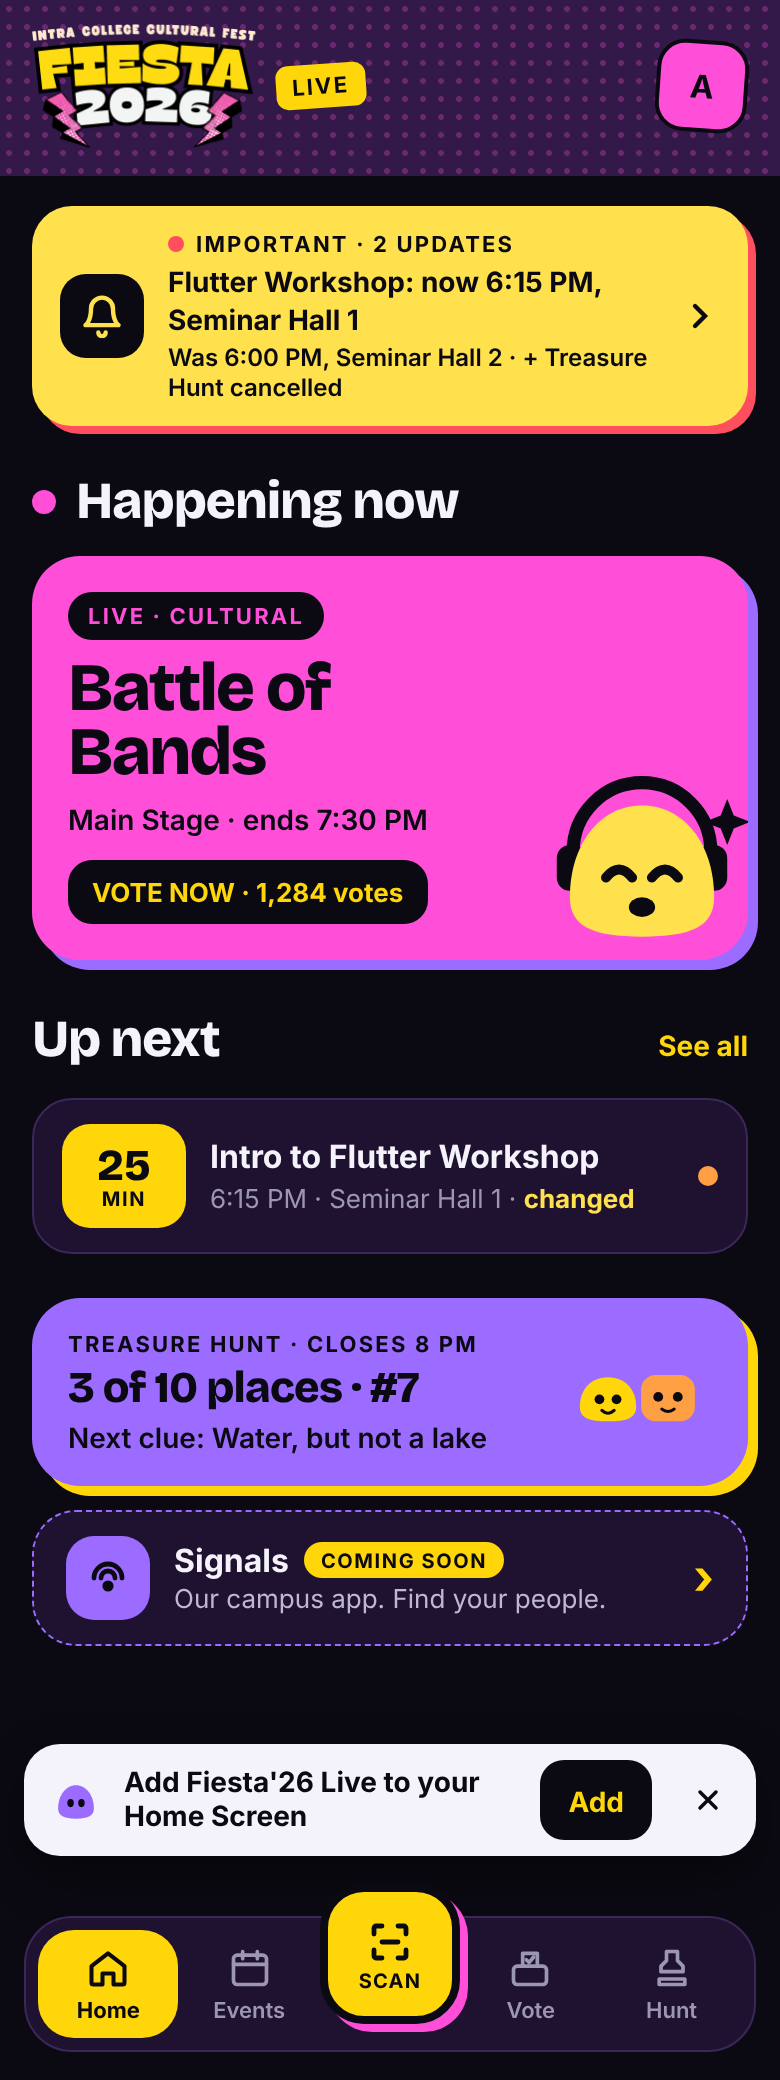 INTRA COLLEGE CULTURAL FEST
FIESTA
2026
LIVE
A
IMPORTANT · 2 UPDATES
Flutter Workshop: now 6:15 PM,
Seminar Hall 1
Was 6:00 PM, Seminar Hall 2 · + Treasure
Hunt cancelled
Happening now
LIVE · CULTURAL
Battle of
Bands
Main Stage · ends 7:30 PM
VOTE NOW · 1,284 votes
Up next
See all
25
MIN
Intro to Flutter Workshop
6:15 PM · Seminar Hall 1 · changed
TREASURE HUNT · CLOSES 8 PM
3 of 10 places · #7
Next clue: Water, but not a lake
Signals
COMING SOON
Our campus app. Find your people.
Add Fiesta'26 Live to your
Home Screen
Add
Home
Events
SCAN
Vote
Hunt